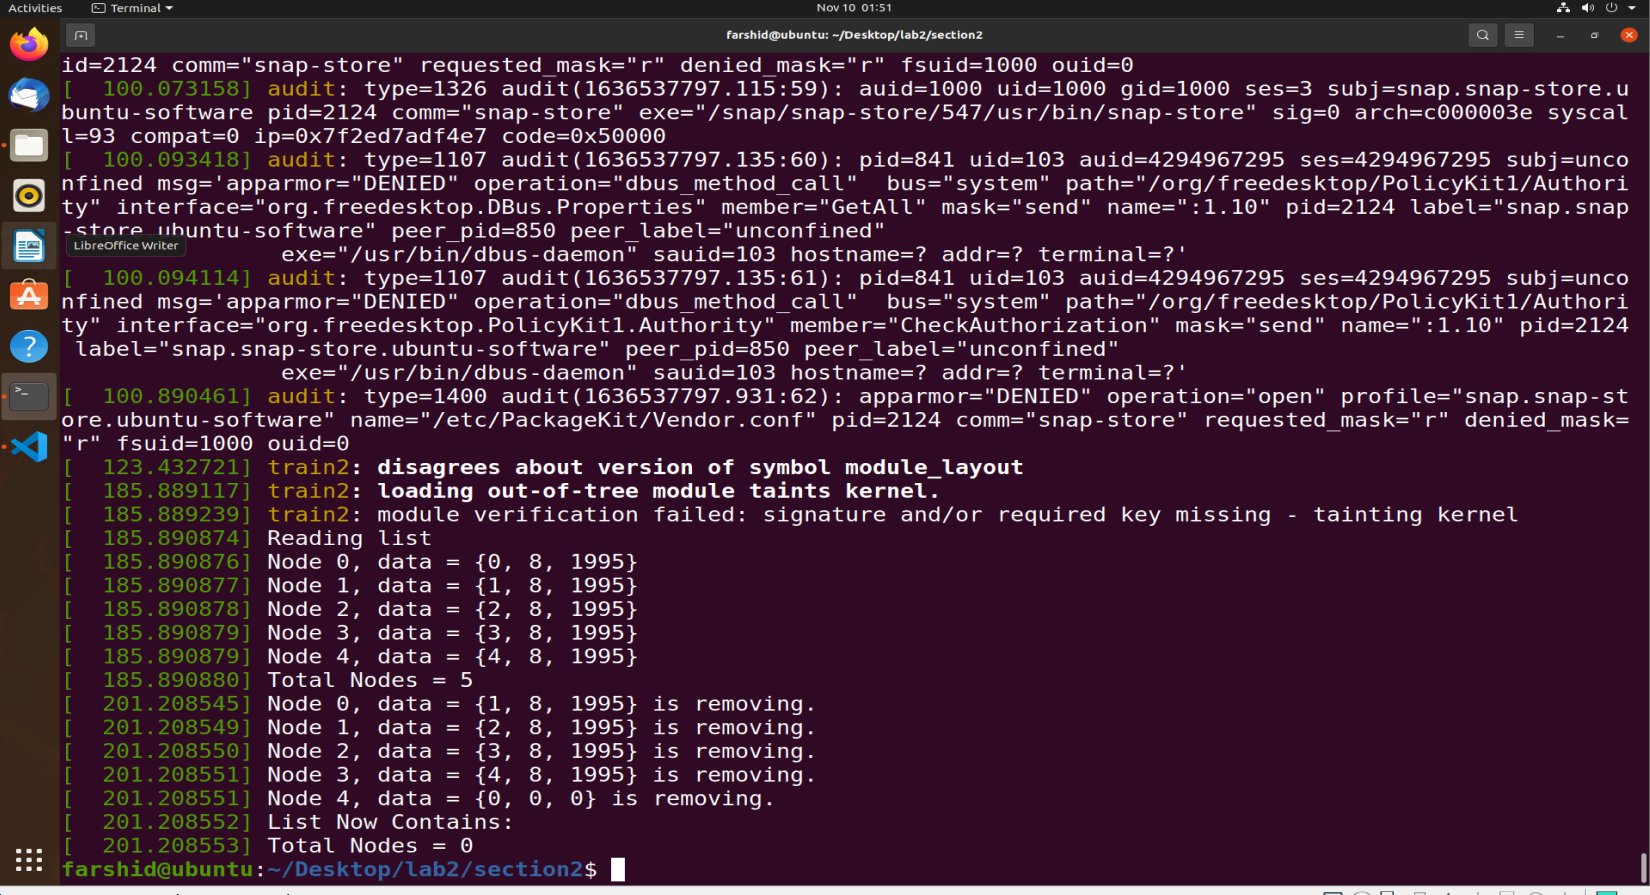 Activities
Terminal
Nov 10  01:51
farshid@ubuntu: ~/Desktop/lab2/section2
id=2124 comm="snap-store" requested_mask="r" denied_mask="r" fsuid=1000 ouid=0
[  100.073158] audit: type=1326 audit(1636537797.115:59): auid=1000 uid=1000 gid=1000 ses=3 subj=snap.snap-store.u
buntu-software pid=2124 comm="snap-store" exe="/snap/snap-store/547/usr/bin/snap-store" sig=0 arch=c000003e syscal
l=93 compat=0 ip=0x7f2ed7adf4e7 code=0x50000
[  100.093418] audit: type=1107 audit(1636537797.135:60): pid=841 uid=103 auid=4294967295 ses=4294967295 subj=unco
nfined msg='apparmor="DENIED" operation="dbus_method_call"  bus="system" path="/org/freedesktop/PolicyKit1/Authori
ty" interface="org.freedesktop.DBus.Properties" member="GetAll" mask="send" name=":1.10" pid=2124 label="snap.snap
-store.ubuntu-software" peer_pid=850 peer_label="unconfined"
LibreOffice Writer
exe="/usr/bin/dbus-daemon" sauid=103 hostname=? addr=? terminal=?'
[  100.094114] audit: type=1107 audit(1636537797.135:61): pid=841 uid=103 auid=4294967295 ses=4294967295 subj=unco
nfined msg='apparmor="DENIED" operation="dbus_method_call"  bus="system" path="/org/freedesktop/PolicyKit1/Authori
ty" interface="org.freedesktop.PolicyKit1.Authority" member="CheckAuthorization" mask="send" name=":1.10" pid=2124
label="snap.snap-store.ubuntu-software" peer_pid=850 peer_label="unconfined"
exe="/usr/bin/dbus-daemon" sauid=103 hostname=? addr=? terminal=?'
[  100.890461] audit: type=1400 audit(1636537797.931:62): apparmor="DENIED" operation="open" profile="snap.snap-st
ore.ubuntu-software" name="/etc/PackageKit/Vendor.conf" pid=2124 comm="snap-store" requested_mask="r" denied_mask=
"r" fsuid=1000 ouid=0
[  123.432721] train2: disagrees about version of symbol module_layout
[  185.889117] train2: loading out-of-tree module taints kernel.
[  185.889239] train2: module verification failed: signature and/or required key missing - tainting kernel
[  185.890874] Reading list
[  185.890876] Node 0, data = {0, 8, 1995}
[  185.890877] Node 1, data = {1, 8, 1995}
[  185.890878] Node 2, data = {2, 8, 1995}
[  185.890879] Node 3, data = {3, 8, 1995}
[  185.890879] Node 4, data = {4, 8, 1995}
[  185.890880] Total Nodes = 5
[  201.208545] Node 0, data = {1, 8, 1995} is removing.
[  201.208549] Node 1, data = {2, 8, 1995} is removing.
[  201.208550] Node 2, data = {3, 8, 1995} is removing.
[  201.208551] Node 3, data = {4, 8, 1995} is removing.
[  201.208551] Node 4, data = {0, 0, 0} is removing.
[  201.208552] List Now Contains:
[  201.208553] Total Nodes = 0
farshid@ubuntu:~/Desktop/lab2/section2$